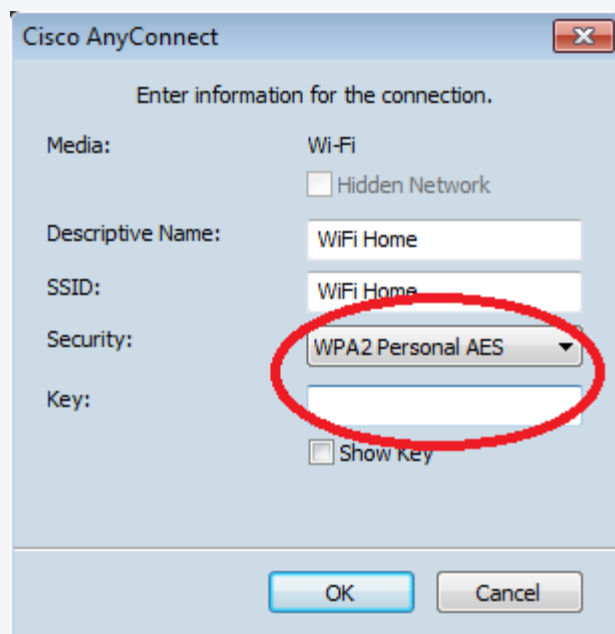 Cisco AnyConnect
Enter information for the connection.
Media: Wi-Fi
Hidden Network
Descriptive Name: WiFi Home
SSID: WiFi Home
Security: WPA2 Personal AES
Key:
Show Key
OK Cancel